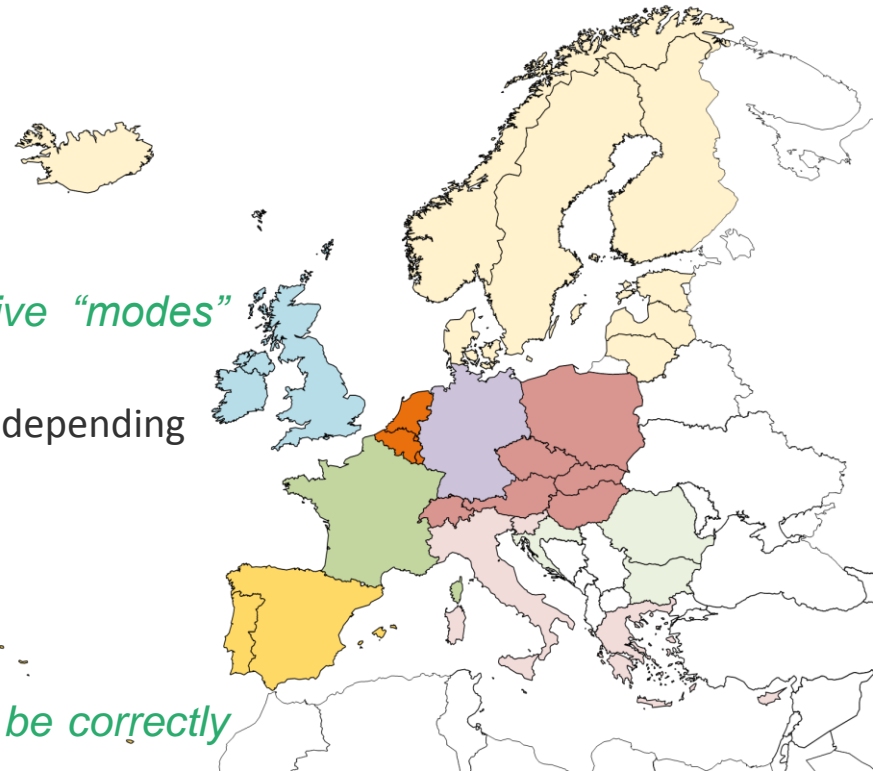 ive “modes”
depending
be correctly